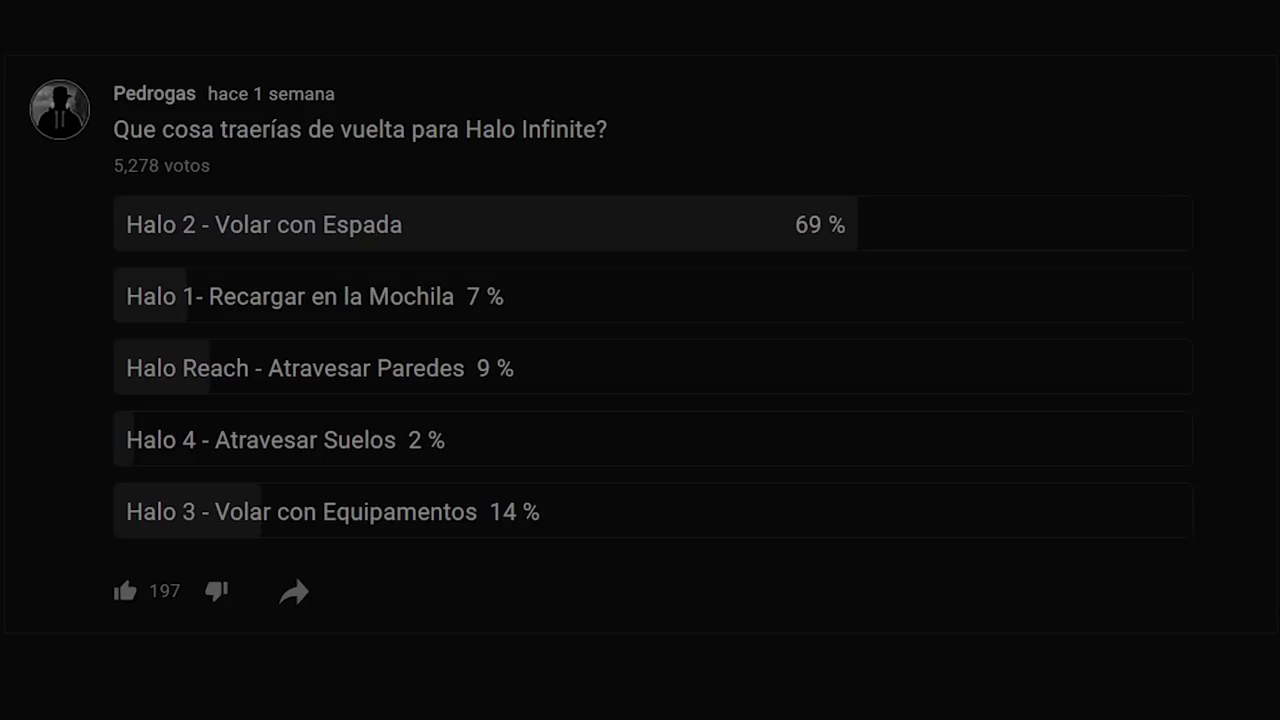 Pedrogas hace 1 semana
Que cosa traerías de vuelta para Halo Infinite?
5,278 votos
Halo 2 - Volar con Espada 69 %
Halo 1- Recargar en la Mochila 7 %
Halo Reach - Atravesar Paredes 9 %
Halo 4 - Atravesar Suelos 2 %
Halo 3 - Volar con Equipamentos 14 %
197